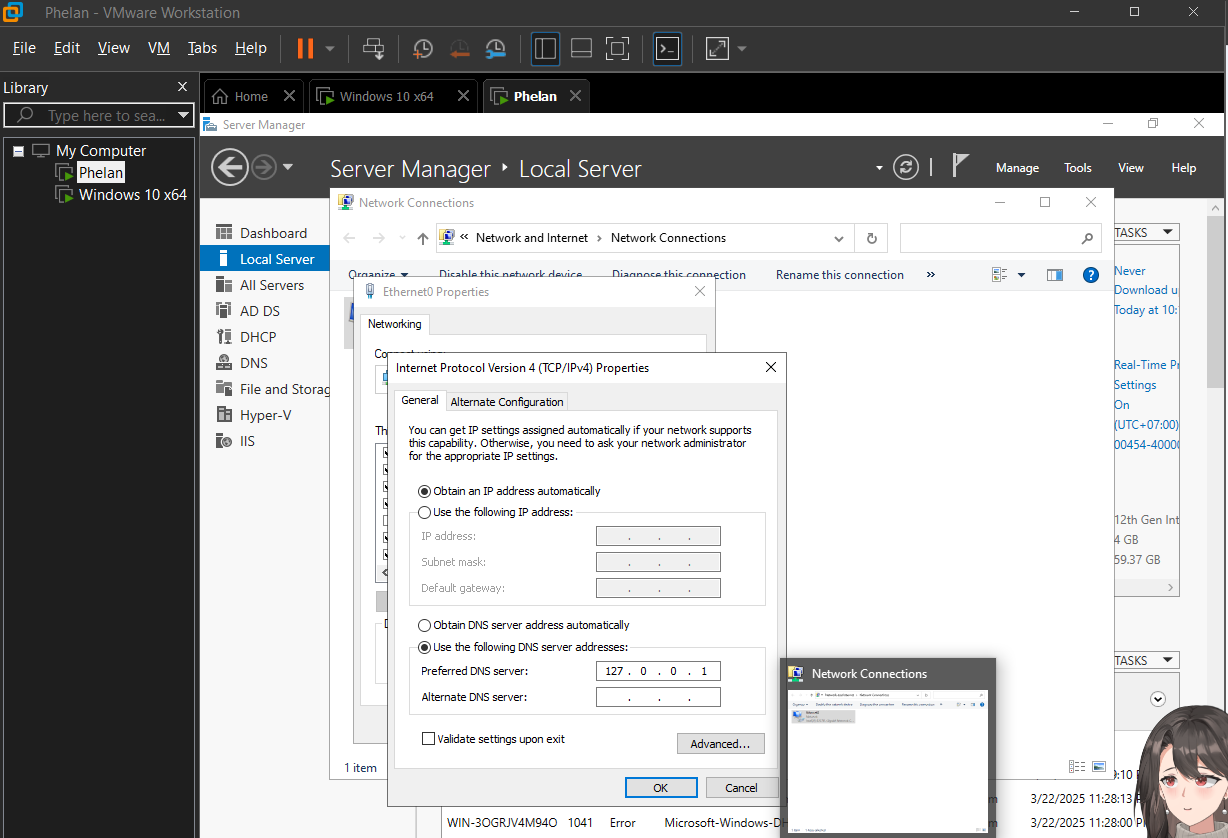 Phelan - VMware Workstation
File Edit View VM Tabs Help
Library
Home Windows 10 x64 Phelan
Type here to sea...
Server Manager
My Computer
Phelan
Windows 10 x64
Server Manager Local Server
Manage Tools View Help
Network Connections
Dashboard
Local Server
All Servers
AD DS
DHCP
DNS
File and Storag
Hyper-V
IIS
« Network and Internet › Network Connections
TASKS
Organize Disable this network device Diagnose this connection Rename this connection »
Never
Download u
Today at 10:
Ethernet0 Properties
Networking
Internet Protocol Version 4 (TCP/IPv4) Properties
General Alternate Configuration
You can get IP settings assigned automatically if your network supports
this capability. Otherwise, you need to ask your network administrator
for the appropriate IP settings.
Obtain an IP address automatically
Use the following IP address:
IP address:
Subnet mask:
Default gateway:
Obtain DNS server address automatically
Use the following DNS server addresses:
Preferred DNS server: 127 . 0 . 0 . 1
Alternate DNS server:
Validate settings upon exit
Advanced...
OK Cancel
Real-Time Pr
Settings
On
(UTC+07:00)
00454-40000
12th Gen Int
4 GB
59.37 GB
TASKS
Network Connections
1 item
3/22/2025 11:28:13
WIN-3OGRJV4M94O 1041 Error Microsoft-Windows-DH 3/22/2025 11:28:00